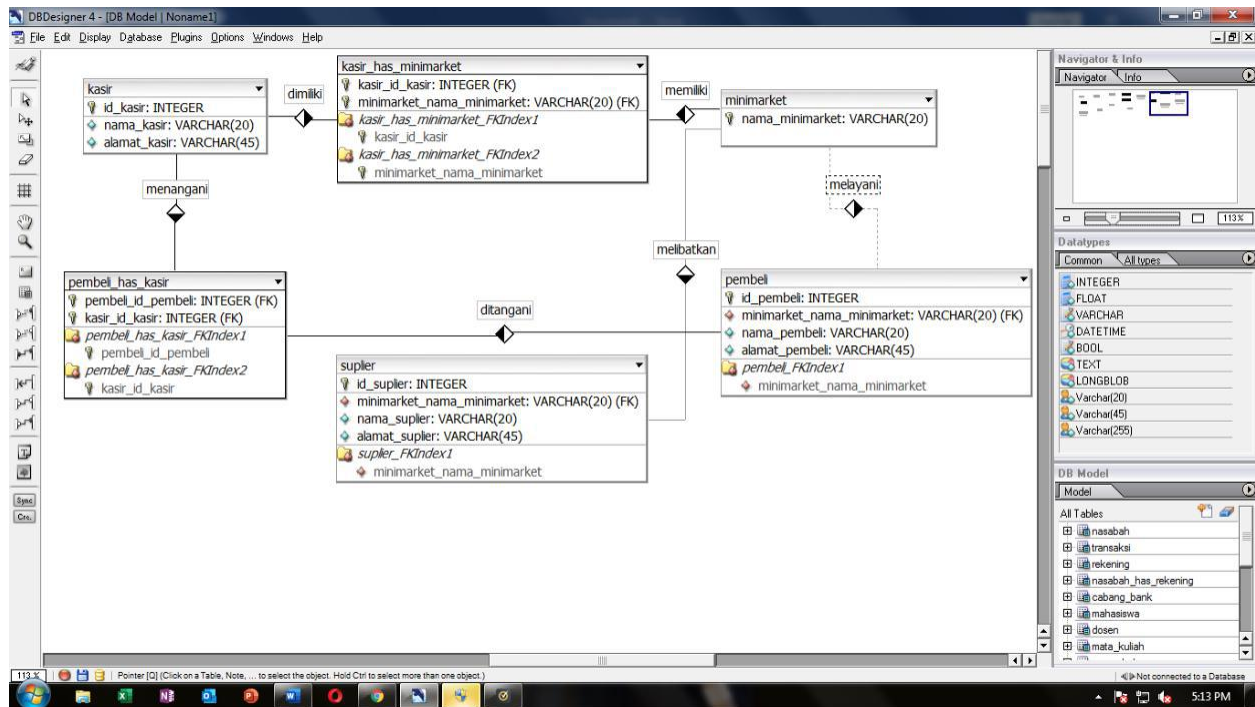 DBDesigner 4 - [DB Model | Noname1]
File Edit Display Database Plugins Options Windows Help
kasir
id_kasir: INTEGER
nama_kasir: VARCHAR(20)
alamat_kasir: VARCHAR(45)
dimiliki
kasir_has_minimarket
kasir_id_kasir: INTEGER (FK)
minimarket_nama_minimarket: VARCHAR(20) (FK)
kasir_has_minimarket_FKIndex1
kasir_id_kasir
kasir_has_minimarket_FKIndex2
minimarket_nama_minimarket
memiliki
minimarket
nama_minimarket: VARCHAR(20)
menangani
melayani
melibatkan
pembeli_has_kasir
pembeli_id_pembeli: INTEGER (FK)
kasir_id_kasir: INTEGER (FK)
pembeli_has_kasir_FKIndex1
pembeli_id_pembeli
pembeli_has_kasir_FKIndex2
kasir_id_kasir
ditangani
pembeli
id_pembeli: INTEGER
minimarket_nama_minimarket: VARCHAR(20) (FK)
nama_pembeli: VARCHAR(20)
alamat_pembeli: VARCHAR(45)
pembeli_FKIndex1
minimarket_nama_minimarket
suplier
id_suplier: INTEGER
minimarket_nama_minimarket: VARCHAR(20) (FK)
nama_suplier: VARCHAR(20)
alamat_suplier: VARCHAR(45)
suplier_FKIndex1
minimarket_nama_minimarket
Navigator & Info
Navigator Info
113%
Datatypes
Common All types
INTEGER
FLOAT
VARCHAR
DATETIME
BOOL
TEXT
LONGBLOB
Varchar(20)
Varchar(45)
Varchar(255)
DB Model
Model
All Tables
nasabah
transaksi
rekening
nasabah_has_rekening
cabang_bank
mahasiswa
dosen
mata_kuliah
Sync
Cre.
113 %
Pointer [Q] (Click on a Table, Note, ... to select the object. Hold Ctrl to select more than one object.)
Not connected to a Database
5:13 PM